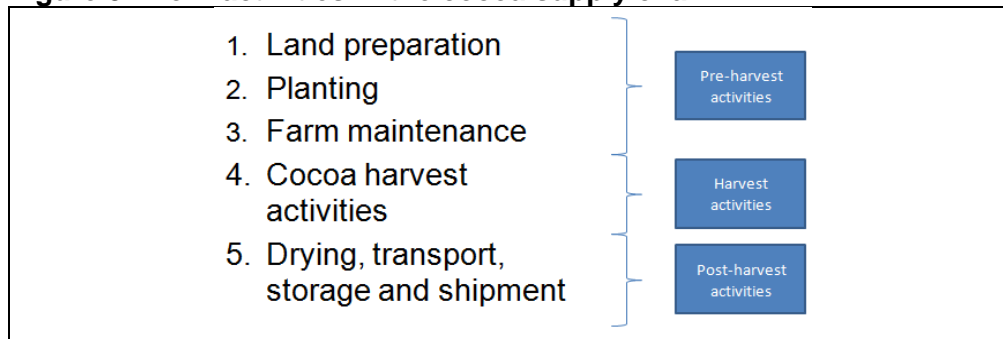 1. Land preparation
2. Planting
3. Farm maintenance
4. Cocoa harvest
activities
5. Drying, transport,
storage and shipment
Pre-harvest
activities
Harvest
activities
Post-harvest
activities